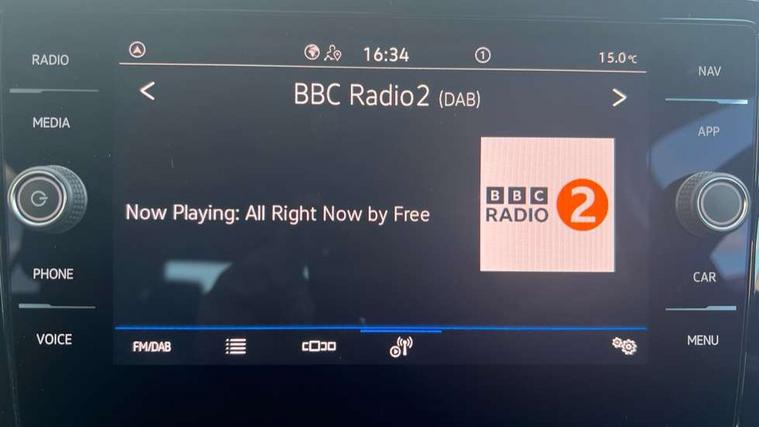 RADIO
MEDIA
PHONE
VOICE
16:34
1
15.0°C
BBC Radio2 (DAB)
Now Playing: All Right Now by Free
BBC
RADIO 2
FM/DAB
NAV
APP
CAR
MENU